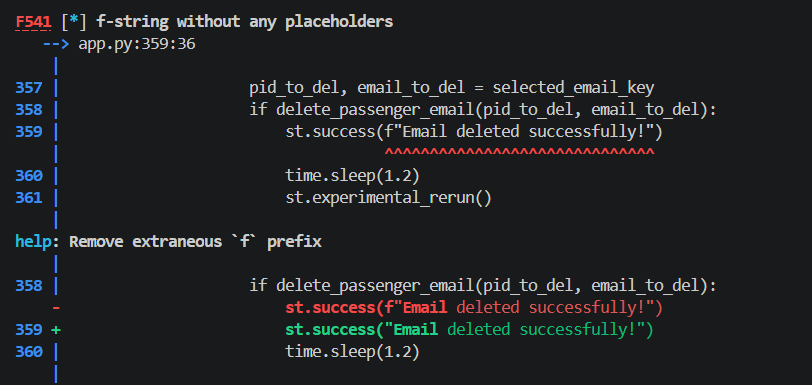 F541 [*] f-string without any placeholders
   --> app.py:359:36
    |
357 |                     pid_to_del, email_to_del = selected_email_key
358 |                     if delete_passenger_email(pid_to_del, email_to_del):
359 |                         st.success(f"Email deleted successfully!")
    |                                    ^^^^^^^^^^^^^^^^^^^^^^^^^^^^^^
360 |                         time.sleep(1.2)
361 |                         st.experimental_rerun()
    |
help: Remove extraneous `f` prefix
    |
358 |                     if delete_passenger_email(pid_to_del, email_to_del):
    -                         st.success(f"Email deleted successfully!")
359 +                         st.success("Email deleted successfully!")
360 |                         time.sleep(1.2)
    |